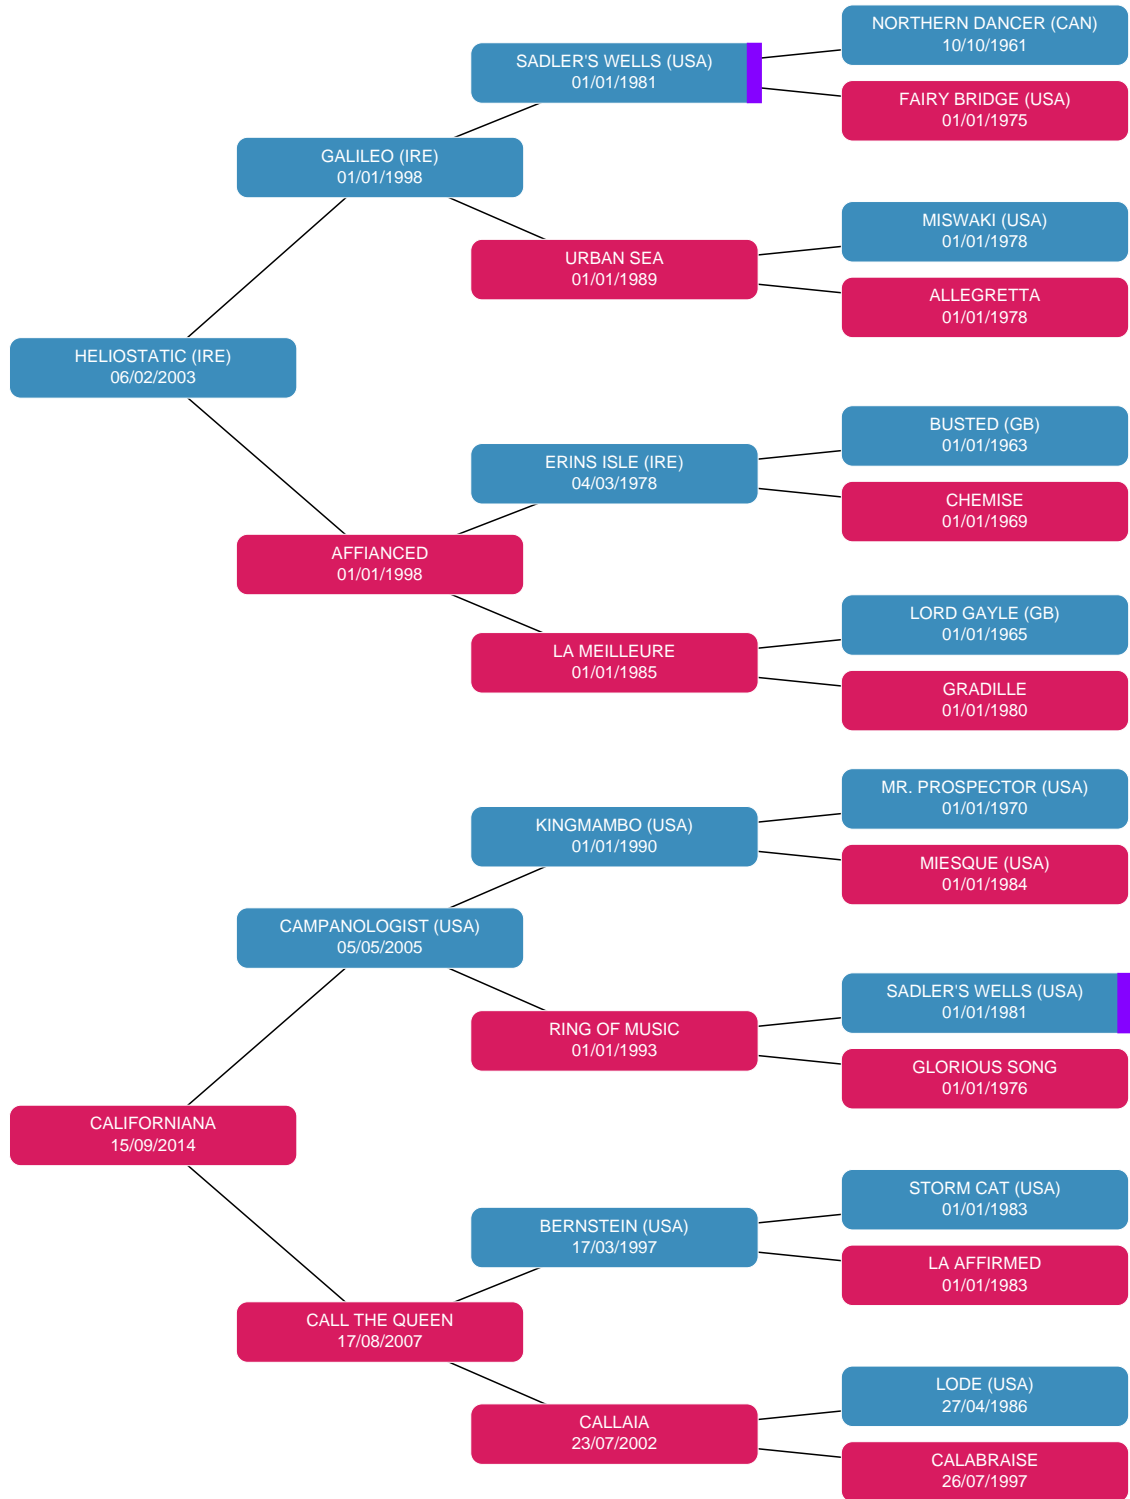 NORTHERN DANCER (CAN)
10/10/1961
SADLER'S WELLS (USA)
01/01/1981
FAIRY BRIDGE (USA)
01/01/1975
GALILEO (IRE)
01/01/1998
MISWAKI (USA)
01/01/1978
URBAN SEA
01/01/1989
ALLEGRETTA
01/01/1978
HELIOSTATIC (IRE)
06/02/2003
BUSTED (GB)
01/01/1963
ERINS ISLE (IRE)
04/03/1978
CHEMISE
01/01/1969
AFFIANCED
01/01/1998
LORD GAYLE (GB)
01/01/1965
LA MEILLEURE
01/01/1985
GRADILLE
01/01/1980
MR. PROSPECTOR (USA)
01/01/1970
KINGMAMBO (USA)
01/01/1990
MIESQUE (USA)
01/01/1984
CAMPANOLOGIST (USA)
05/05/2005
SADLER'S WELLS (USA)
01/01/1981
RING OF MUSIC
01/01/1993
GLORIOUS SONG
01/01/1976
CALIFORNIANA
15/09/2014
STORM CAT (USA)
01/01/1983
BERNSTEIN (USA)
17/03/1997
LA AFFIRMED
01/01/1983
CALL THE QUEEN
17/08/2007
LODE (USA)
27/04/1986
CALLAIA
23/07/2002
CALABRAISE
26/07/1997